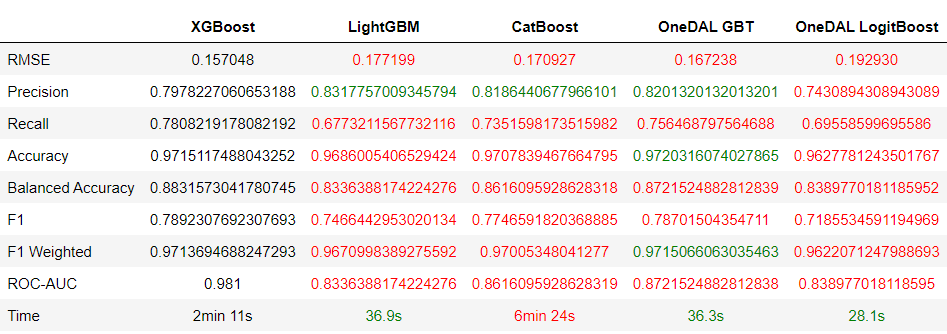 XGBoost LightGBM CatBoost OneDAL GBT OneDAL LogitBoost
RMSE 0.157048 0.177199 0.170927 0.167238 0.192930
Precision 0.7978227060653188 0.8317757009345794 0.8186440677966101 0.8201320132013201 0.7430894308943089
Recall 0.7808219178082192 0.6773211567732116 0.7351598173515982 0.756468797564688 0.69558599695586
Accuracy 0.9715117488043252 0.9686005406529424 0.9707839467664795 0.9720316074027865 0.9627781243501767
Balanced Accuracy 0.8831573041780745 0.8336388174224276 0.8616095928628318 0.8721524882812839 0.8389770181185952
F1 0.7892307692307693 0.7466442953020134 0.7746591820368885 0.78701504354711 0.7185534591194969
F1 Weighted 0.9713694688247293 0.9670998389275592 0.97005348041277 0.9715066063035463 0.9622071247988693
ROC-AUC 0.981 0.8336388174224276 0.8616095928628319 0.8721524882812838 0.838977018118595
Time 2min 11s 36.9s 6min 24s 36.3s 28.1s